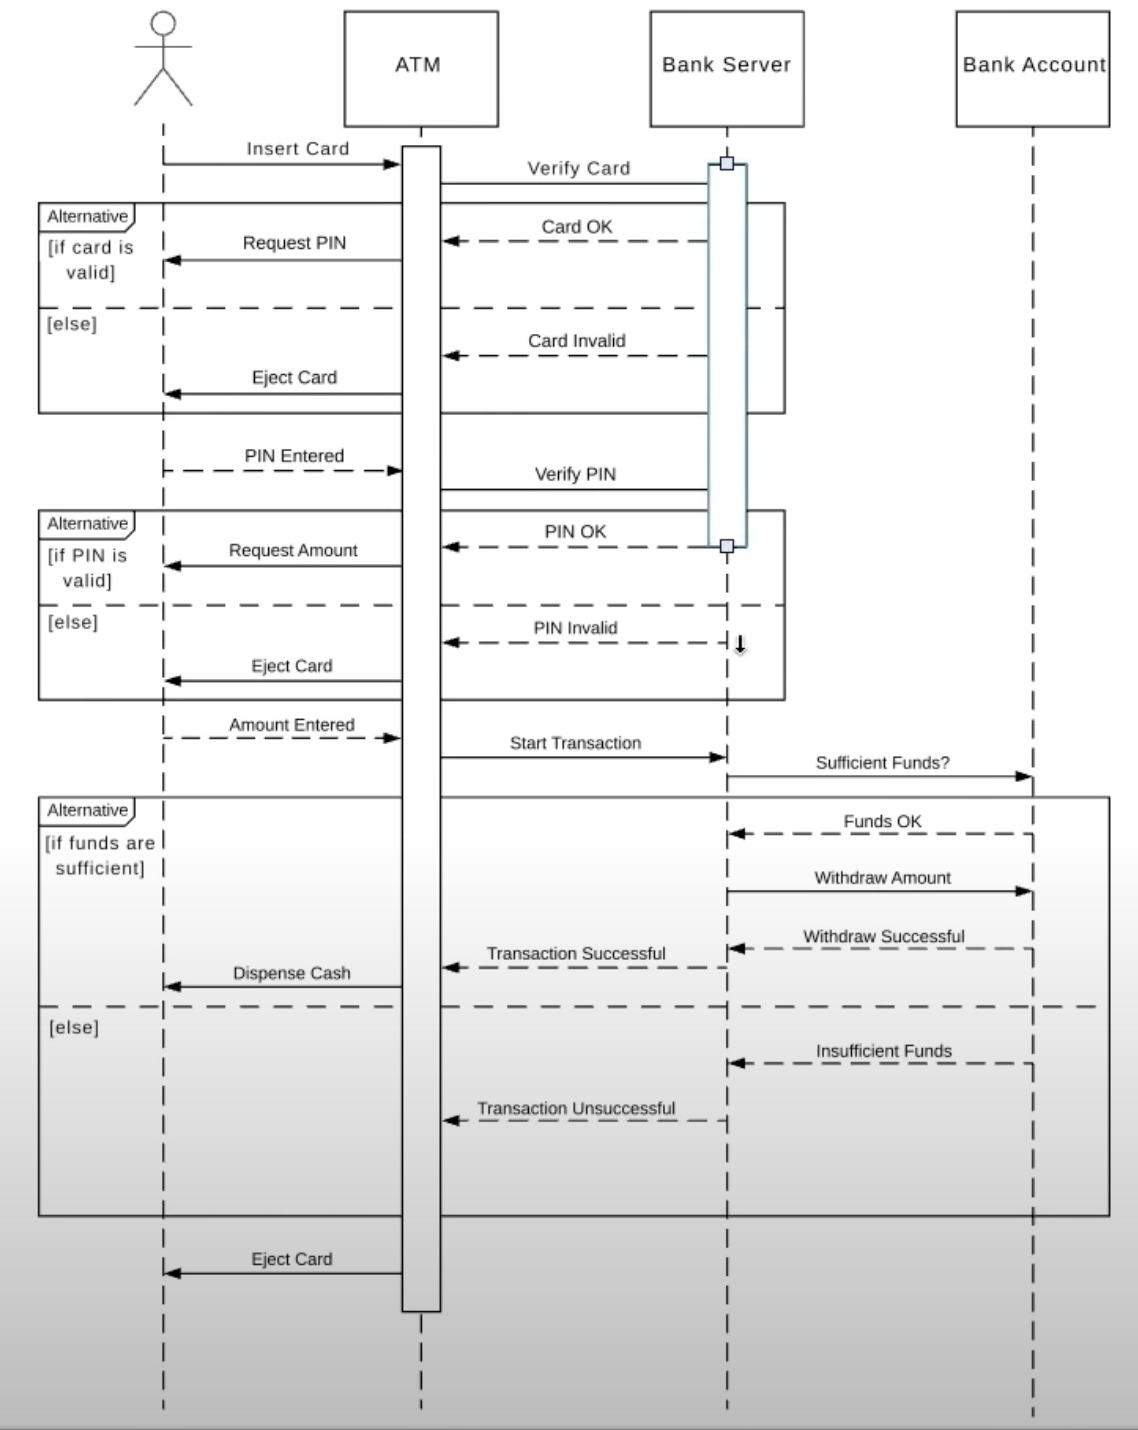 ATM
Bank Server
Bank Account
Insert Card
Verify Card
Alternative
[if card is
valid]
Card OK
Request PIN
[else]
Card Invalid
Eject Card
PIN Entered
Verify PIN
Alternative
[if PIN is
valid]
PIN OK
Request Amount
[else]
PIN Invalid
Eject Card
Amount Entered
Start Transaction
Sufficient Funds?
Alternative
[if funds are
sufficient]
Funds OK
Withdraw Amount
Withdraw Successful
Transaction Successful
Dispense Cash
[else]
Insufficient Funds
Transaction Unsuccessful
Eject Card